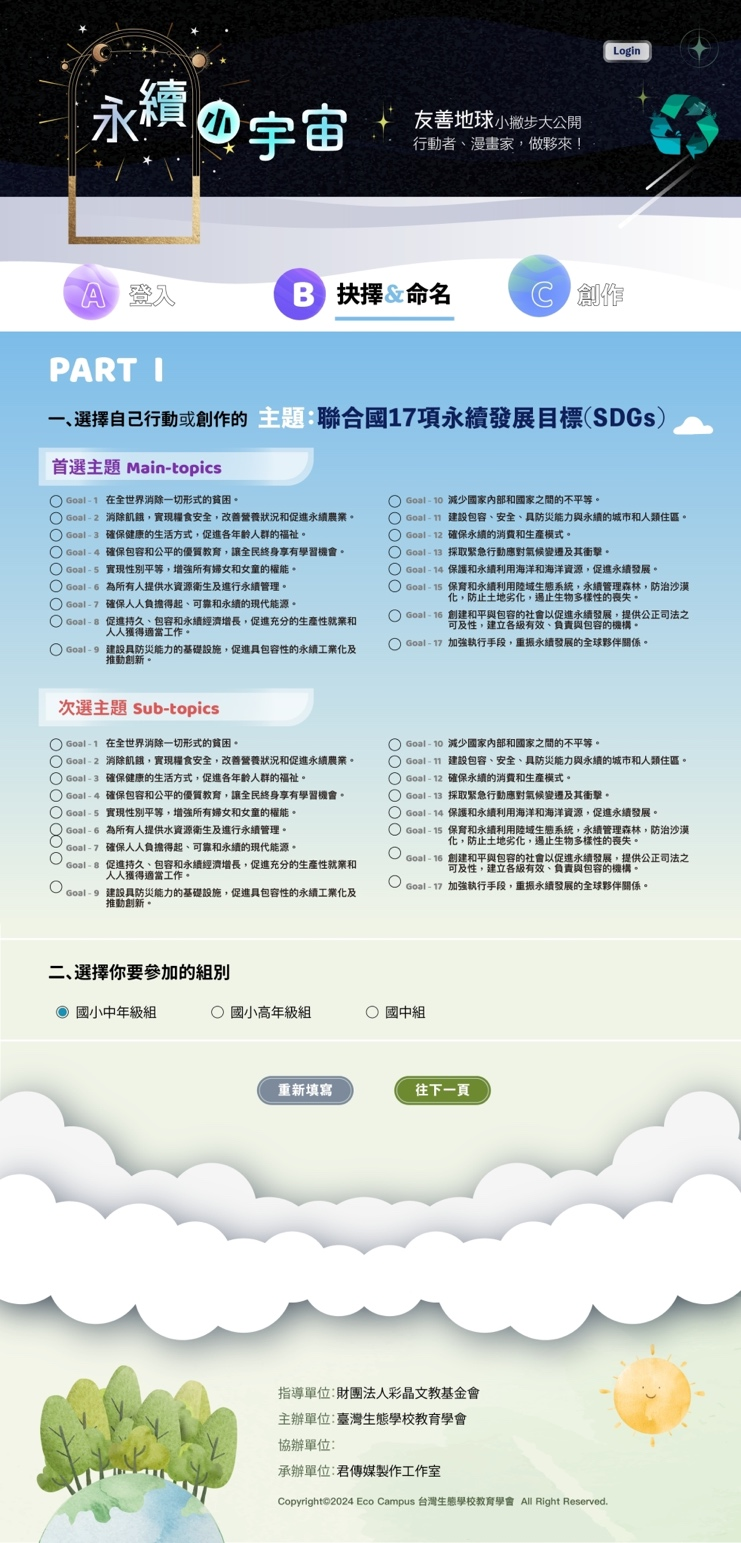 Login
永續小宇宙
友善地球小撇步大公開
行動者、漫畫家，做夥來！
A 登入
B 抉擇&命名
C 創作
PART I
一、選擇自己行動或創作的 主題：聯合國17項永續發展目標（SDGs）
首選主題 Main-topics
Goal - 1 在全世界消除一切形式的貧困。
Goal - 2 消除飢餓，實現糧食安全，改善營養狀況和促進永續農業。
Goal - 3 確保健康的生活方式，促進各年齡人群的福祉。
Goal - 4 確保包容和公平的優質教育，讓全民終身享有學習機會。
Goal - 5 實現性別平等，增強所有婦女和女童的權能。
Goal - 6 為所有人提供水資源衛生及進行永續管理。
Goal - 7 確保人人負擔得起、可靠和永續的現代能源。
Goal - 8 促進持久、包容和永續經濟增長，促進充分的生產性就業和
人人獲得適當工作。
Goal - 9 建設具防災能力的基礎設施，促進具包容性的永續工業化及
推動創新。
Goal - 10 減少國家內部和國家之間的不平等。
Goal - 11 建設包容、安全、具防災能力與永續的城市和人類住區。
Goal - 12 確保永續的消費和生產模式。
Goal - 13 採取緊急行動應對氣候變遷及其衝擊。
Goal - 14 保護和永續利用海洋和海洋資源，促進永續發展。
Goal - 15 保育和永續利用陸域生態系統，永續管理森林，防治沙漠
化，防止土地劣化，遏止生物多樣性的喪失。
Goal - 16 創建和平與包容的社會以促進永續發展，提供公正司法之
可及性，建立各級有效、負責與包容的機構。
Goal - 17 加強執行手段，重振永續發展的全球夥伴關係。
次選主題 Sub-topics
Goal - 1 在全世界消除一切形式的貧困。
Goal - 2 消除飢餓，實現糧食安全，改善營養狀況和促進永續農業。
Goal - 3 確保健康的生活方式，促進各年齡人群的福祉。
Goal - 4 確保包容和公平的優質教育，讓全民終身享有學習機會。
Goal - 5 實現性別平等，增強所有婦女和女童的權能。
Goal - 6 為所有人提供水資源衛生及進行永續管理。
Goal - 7 確保人人負擔得起、可靠和永續的現代能源。
Goal - 8 促進持久、包容和永續經濟增長，促進充分的生產性就業和
人人獲得適當工作。
Goal - 9 建設具防災能力的基礎設施，促進具包容性的永續工業化及
推動創新。
Goal - 10 減少國家內部和國家之間的不平等。
Goal - 11 建設包容、安全、具防災能力與永續的城市和人類住區。
Goal - 12 確保永續的消費和生產模式。
Goal - 13 採取緊急行動應對氣候變遷及其衝擊。
Goal - 14 保護和永續利用海洋和海洋資源，促進永續發展。
Goal - 15 保育和永續利用陸域生態系統，永續管理森林，防治沙漠
化，防止土地劣化，遏止生物多樣性的喪失。
Goal - 16 創建和平與包容的社會以促進永續發展，提供公正司法之
可及性，建立各級有效、負責與包容的機構。
Goal - 17 加強執行手段，重振永續發展的全球夥伴關係。
二、選擇你要參加的組別
國小中年級組
國小高年級組
國中組
重新填寫
往下一頁
指導單位：財團法人彩晶文教基金會
主辦單位：臺灣生態學校教育學會
協辦單位：
承辦單位：君傳媒製作工作室
Copyright©2024 Eco Campus 台灣生態學校教育學會 All Right Reserved.